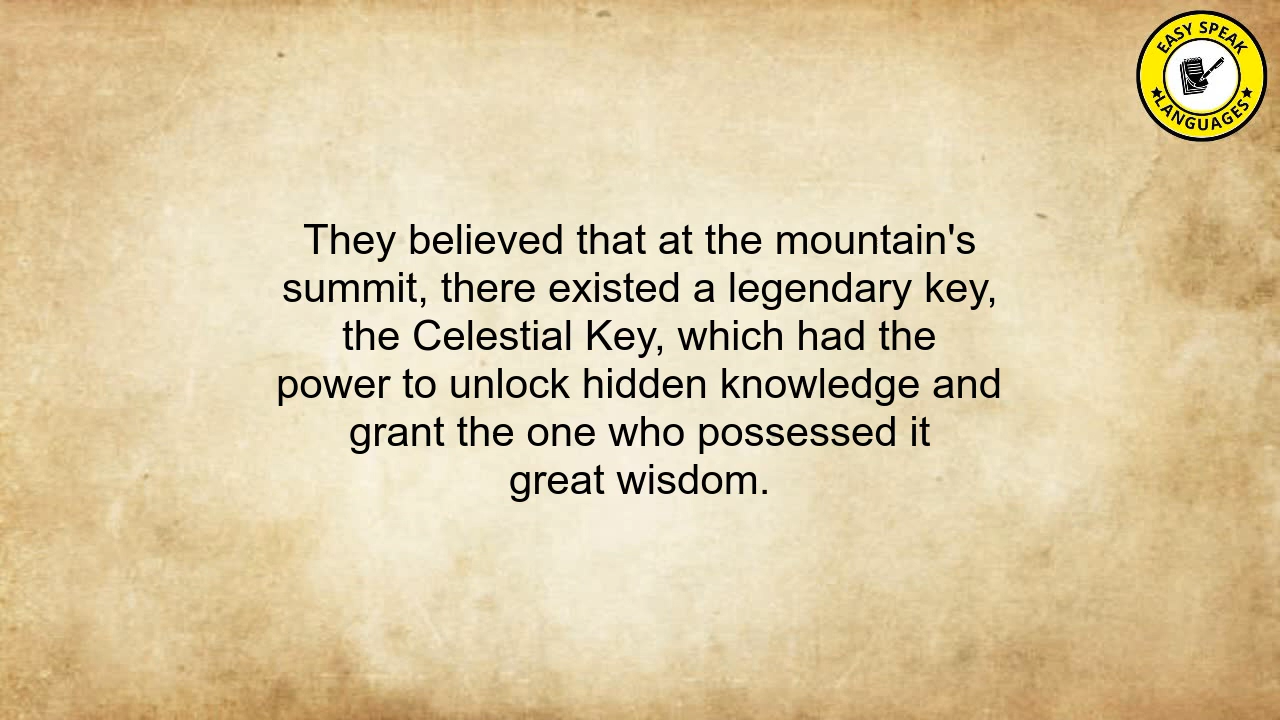 EASY SPEAK
LANGUAGES
They believed that at the mountain's
summit, there existed a legendary key,
the Celestial Key, which had the
power to unlock hidden knowledge and
grant the one who possessed it
great wisdom.